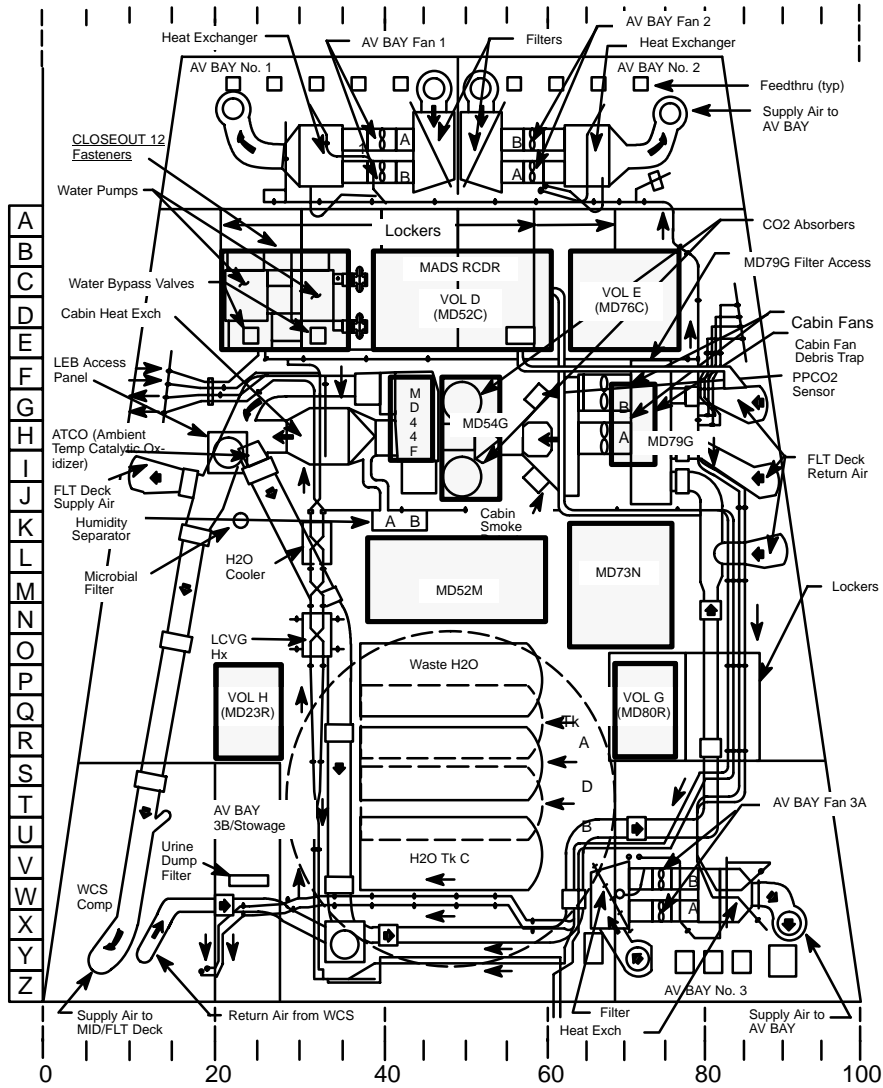 AV BAY Fan 2
Heat Exchanger
AV BAY Fan 1
Filters
Heat Exchanger
AV BAY No. 1
AV BAY No. 2
Feedthru (typ)
Supply Air to
AV BAY
CLOSEOUT 12
Fasteners
A
B
B
A
Water Pumps
A
Lockers
CO2 Absorbers
B
MADS RCDR
MD79G Filter Access
C
Water Bypass Valves
VOL D
(MD52C)
VOL E
(MD76C)
D
Cabin Heat Exch
Cabin Fans
E
Cabin Fan
Debris Trap
LEB Access
Panel
F
PPCO2
Sensor
G
MD44F
MD54G
B
H
ATCO (Ambient
Temp Catalytic Ox-
idizer)
A
MD79G
I
FLT Deck
Return Air
J
FLT Deck
Supply Air
K
Humidity
Separator
A B
Cabin
Smoke
L
H2O
Cooler
Microbial
Filter
MD73N
M
MD52M
Lockers
N
LCVG
Hx
O
Waste H2O
P
VOL H
(MD23R)
VOL G
(MD80R)
Q
Tk
R
A
S
D
T
AV BAY
3B/Stowage
AV BAY Fan 3A
U
B
Urine
Dump
Filter
V
H2O Tk C
W
WCS
Comp
B
X
A
Y
Z
AV BAY No. 3
Supply Air to
MID/FLT Deck
Return Air from WCS
Filter
Heat Exch
Supply Air to
AV BAY
0 20 40 60 80 100